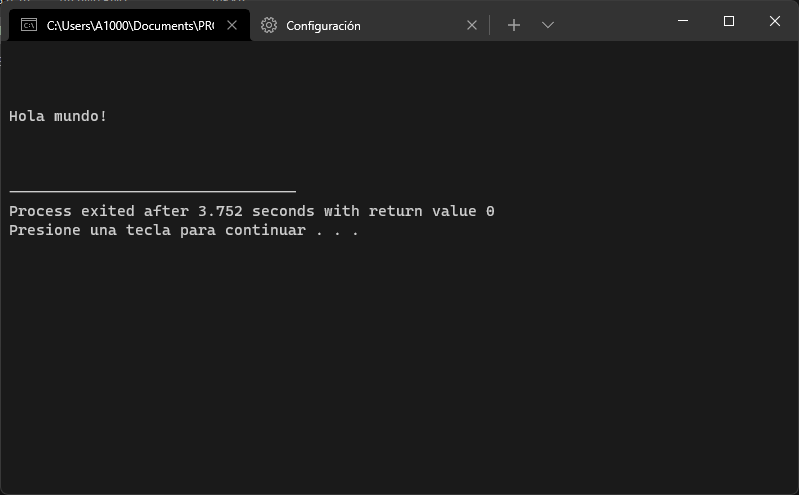 C:\Users\A1000\Documents\PR
Configuración
Hola mundo!
Process exited after 3.752 seconds with return value 0
Presione una tecla para continuar . . .